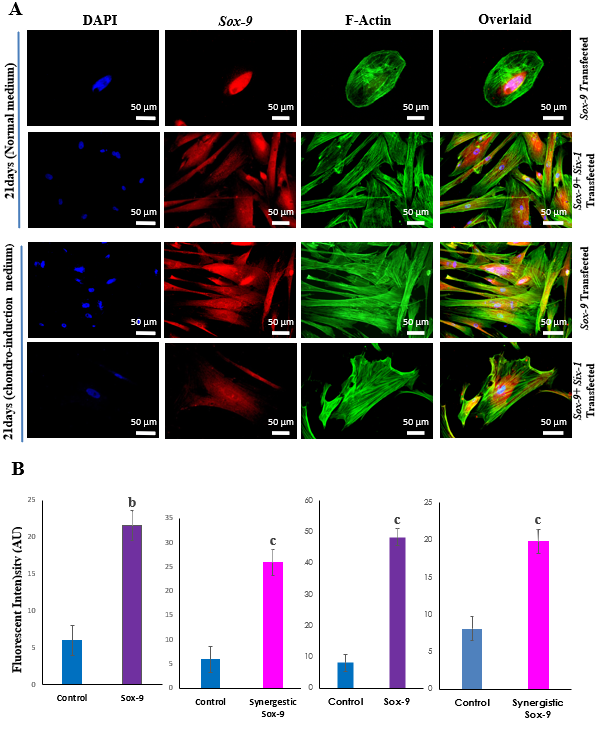 A
DAPI Sox-9 F-Actin Overlaid
21days (Normal medium)
50 µm 50 µm 50 µm 50 µm
Sox-9 Transfected
50 µm 50 µm 50 µm 50 µm
Sox-9+ Six-1
Transfected
21days (chondro-induction medium)
50 µm 50 µm 50 µm 50 µm
Sox-9 Transfected
50 µm 50 µm 50 µm 50 µm
Sox-9+ Six-1
Transfected
B
Fluorescent Inten)sitv (AU)
25
20
15
10
5
0
b
Control Sox-9
35
30
25
20
15
10
5
0
c
Control Synergestic
Sox-9
60
50
40
30
20
10
0
c
Control Sox-9
25
20
15
10
5
0
c
Control Synergistic
Sox-9